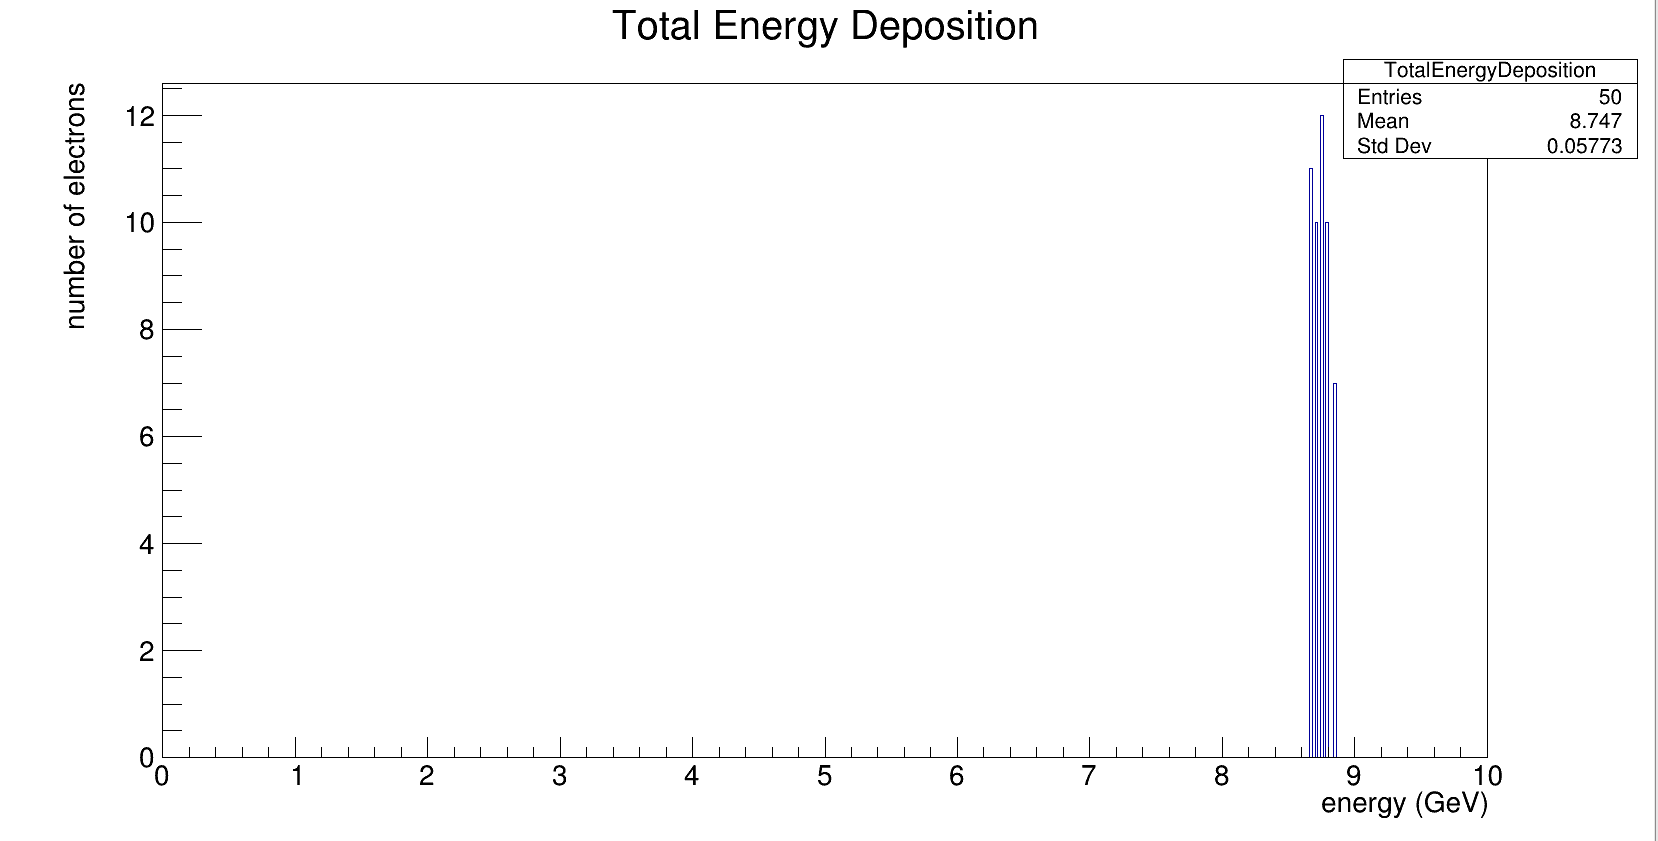 Total Energy Deposition
TotalEnergyDeposition
Entries 50
Mean 8.747
Std Dev 0.05773
number of electrons
12
10
8
6
4
2
0
0 1 2 3 4 5 6 7 8 9 10
energy (GeV)